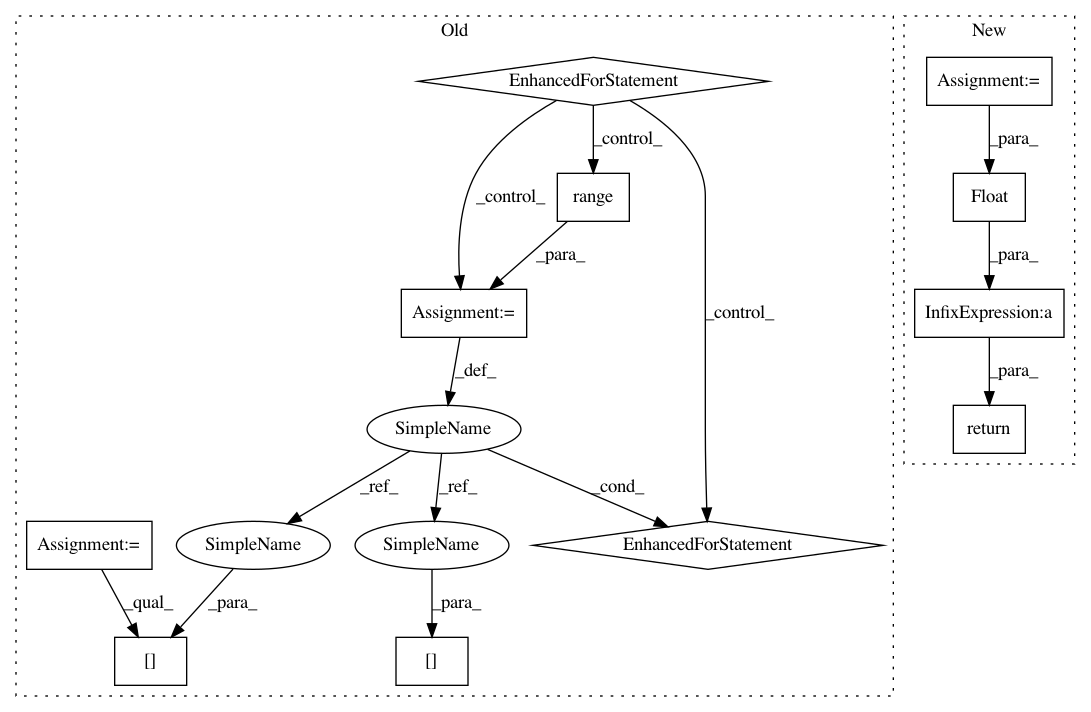 Old
New
EnhancedForStatement
Assignment:=
_control_
_para_
range
Float
_control_
_para_
_para_
Assignment:=
_control_
InfixExpression:a
_def_
_para_
SimpleName
return
_ref_
_ref_
_cond_
Assignment:=
SimpleName
SimpleName
EnhancedForStatement
_qual_
_para_
_para_
[]
[]